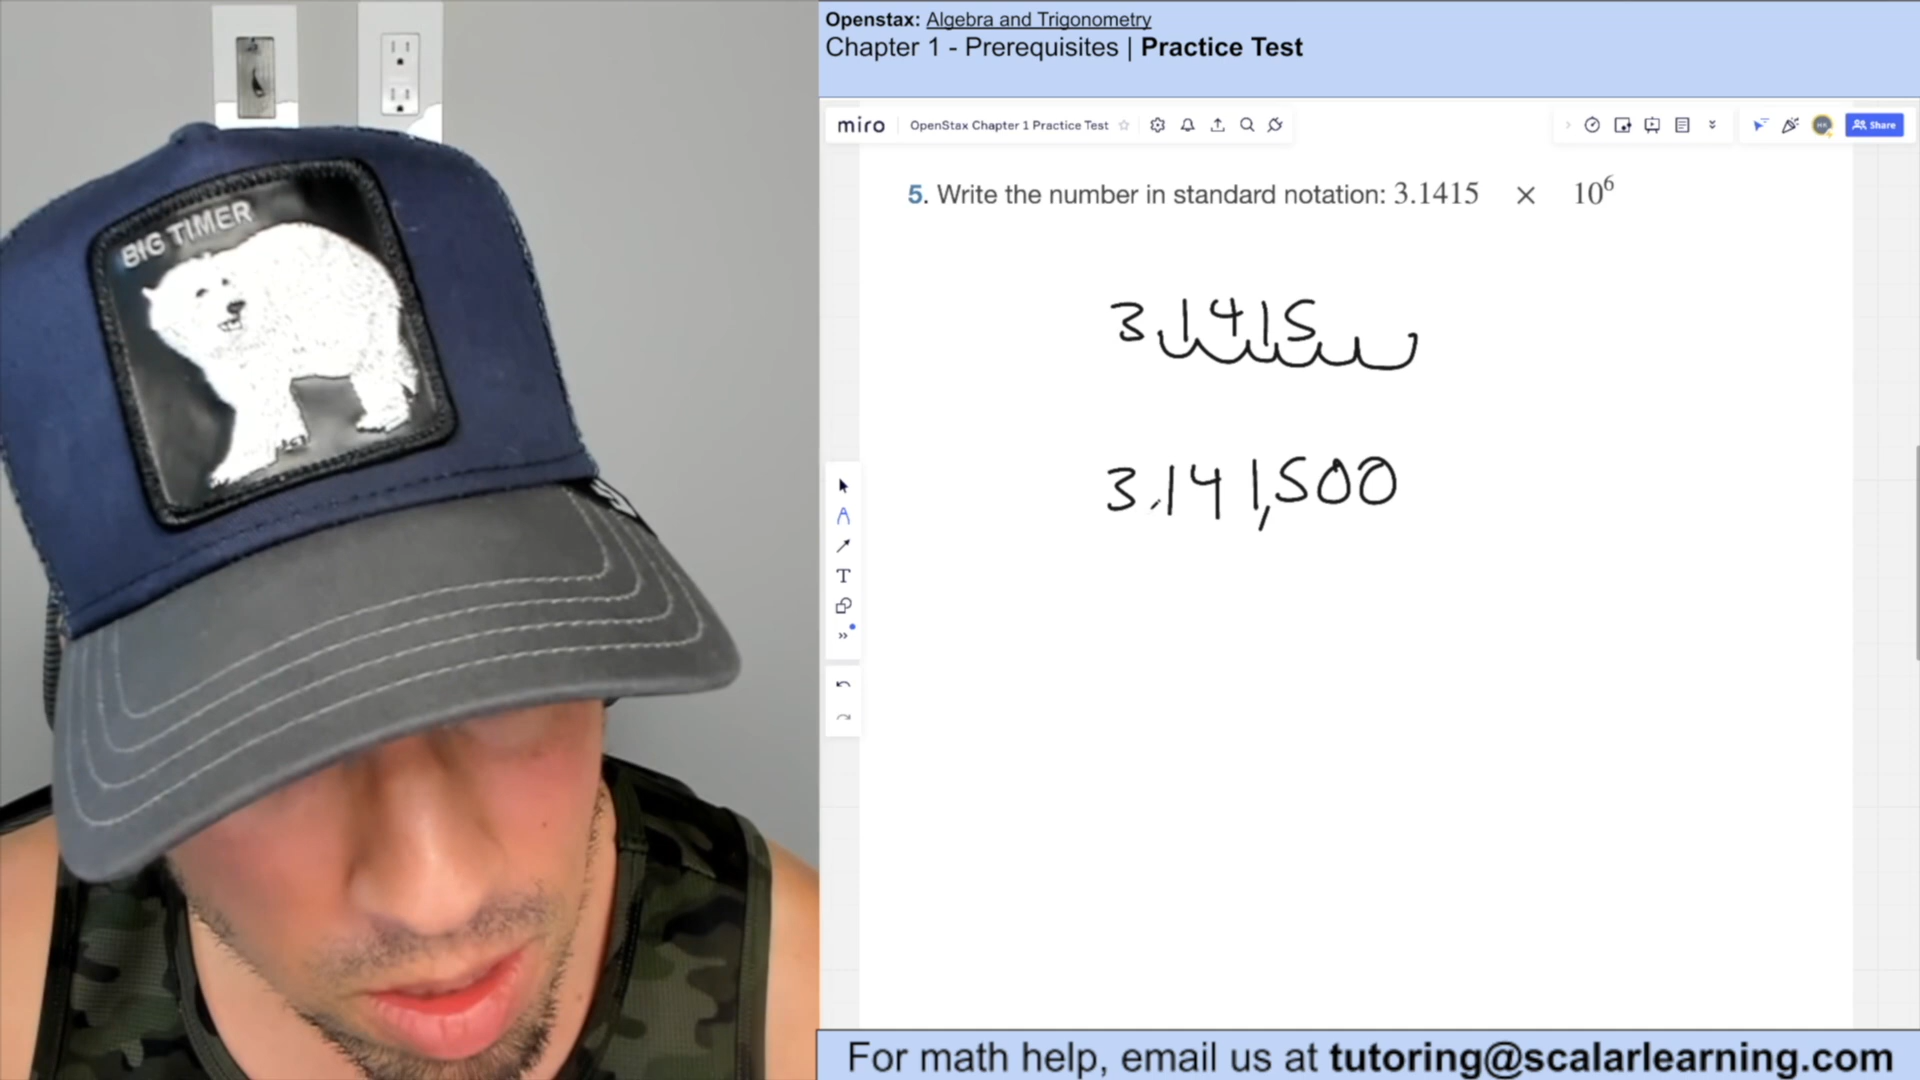 BIG TIMER
Openstax: Algebra and Trigonometry
Chapter 1 - Prerequisites | Practice Test
miro OpenStax Chapter 1 Practice Test Share
5. Write the number in standard notation: 3.1415 × 10⁶
3.1415
3.141,500
For math help, email us at tutoring@scalarlearning.com